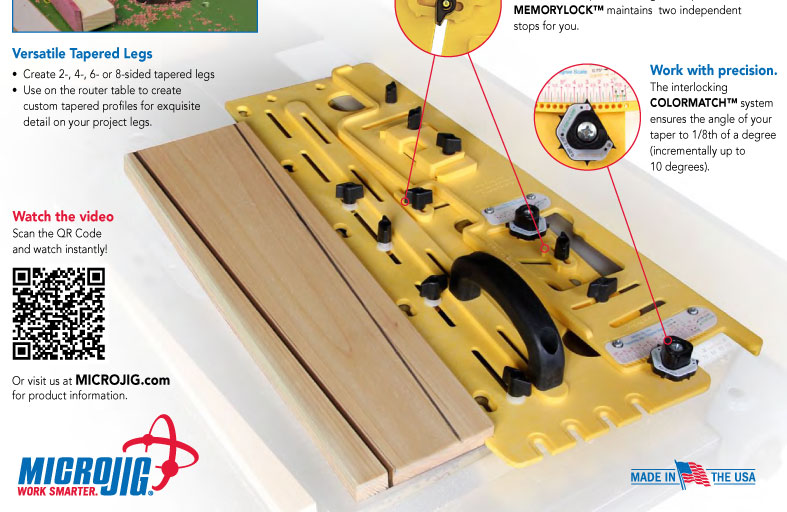 MEMORYLOCK™ maintains two independent
stops for you.
Versatile Tapered Legs
• Create 2-, 4-, 6- or 8-sided tapered legs
• Use on the router table to create
custom tapered profiles for exquisite
detail on your project legs.
Work with precision.
The interlocking
COLORMATCH™ system
ensures the angle of your
taper to 1/8th of a degree
(incrementally up to
10 degrees).
Watch the video
Scan the QR Code
and watch instantly!
Or visit us at MICROJIG.com
for product information.
MICROJIG®
WORK SMARTER.
MADE IN THE USA